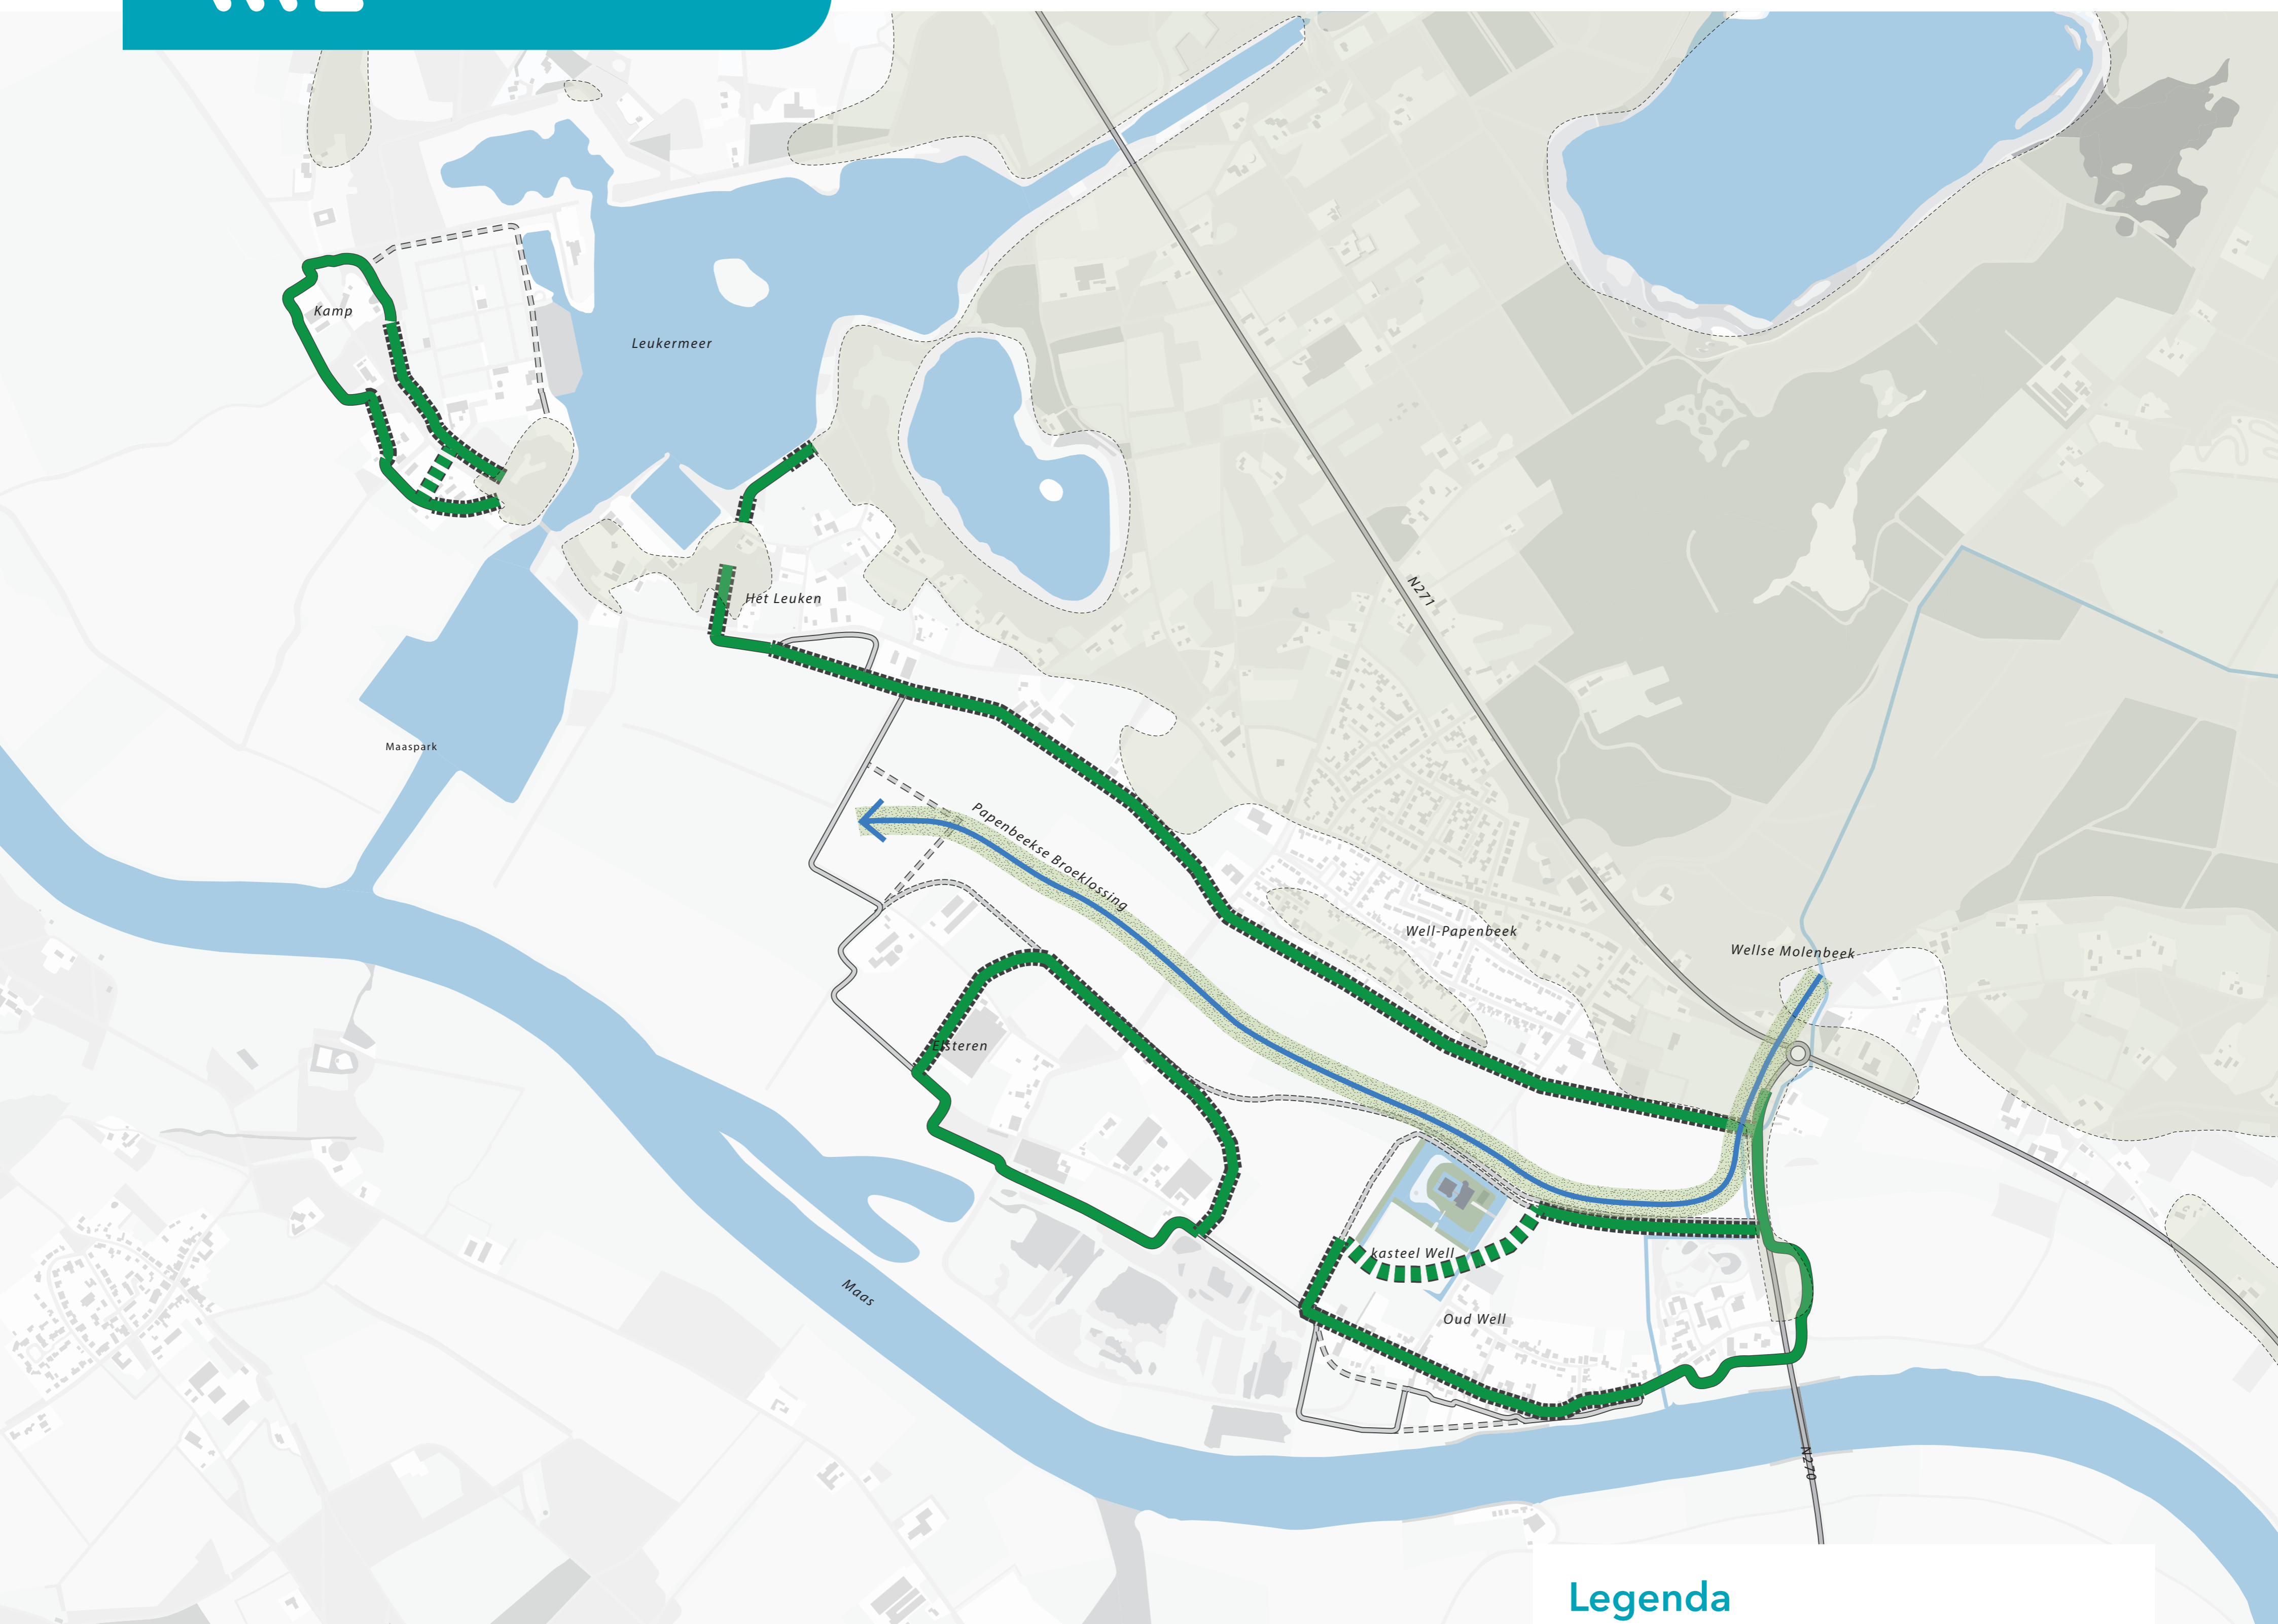 Kamp
Leukermeer
N271
Het Leuken
Maaspark
Papenbeekse Broeklossing
Well-Papenbeek
Wellse Molenbeek
Elsteren
kasteel Well
Maas
Oud Well
N270
Legenda